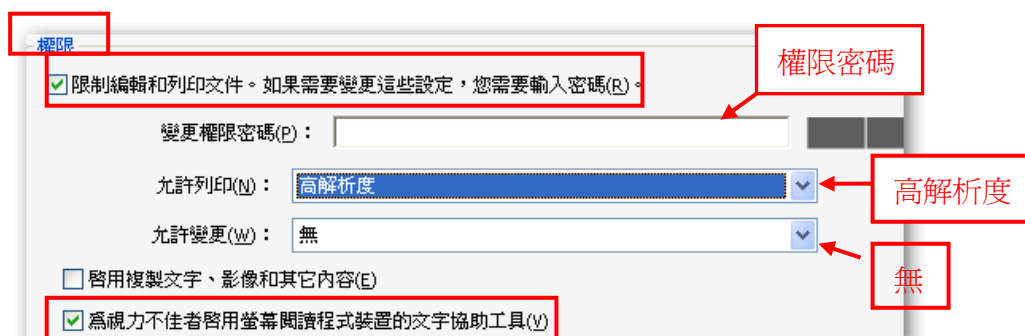 權限
權限密碼
限制編輯和列印文件。如果需要變更這些設定，您需要輸入密碼(R)。
變更權限密碼(P)：
允許列印(N)： 高解析度
高解析度
允許變更(W)： 無
無
啓用複製文字、影像和其它內容(E)
爲視力不佳者啓用螢幕閱讀程式裝置的文字協助工具(V)